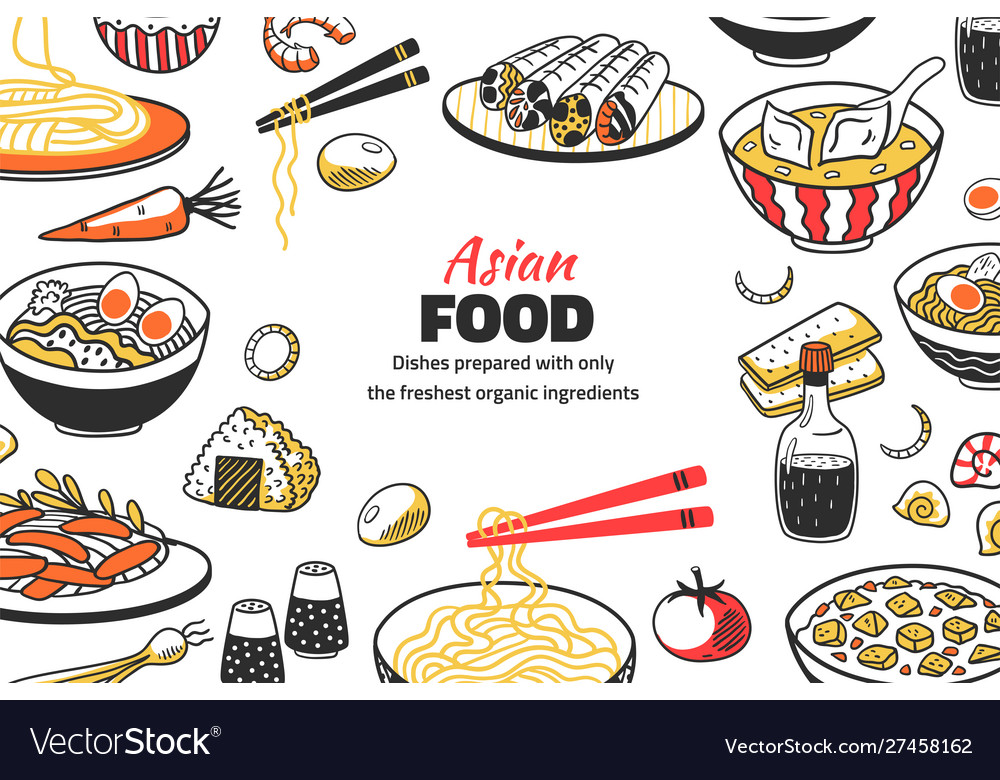 Asian
FOOD
Dishes prepared with only
the freshest organic ingredients
VectorStock®
VectorStock.com/27458162